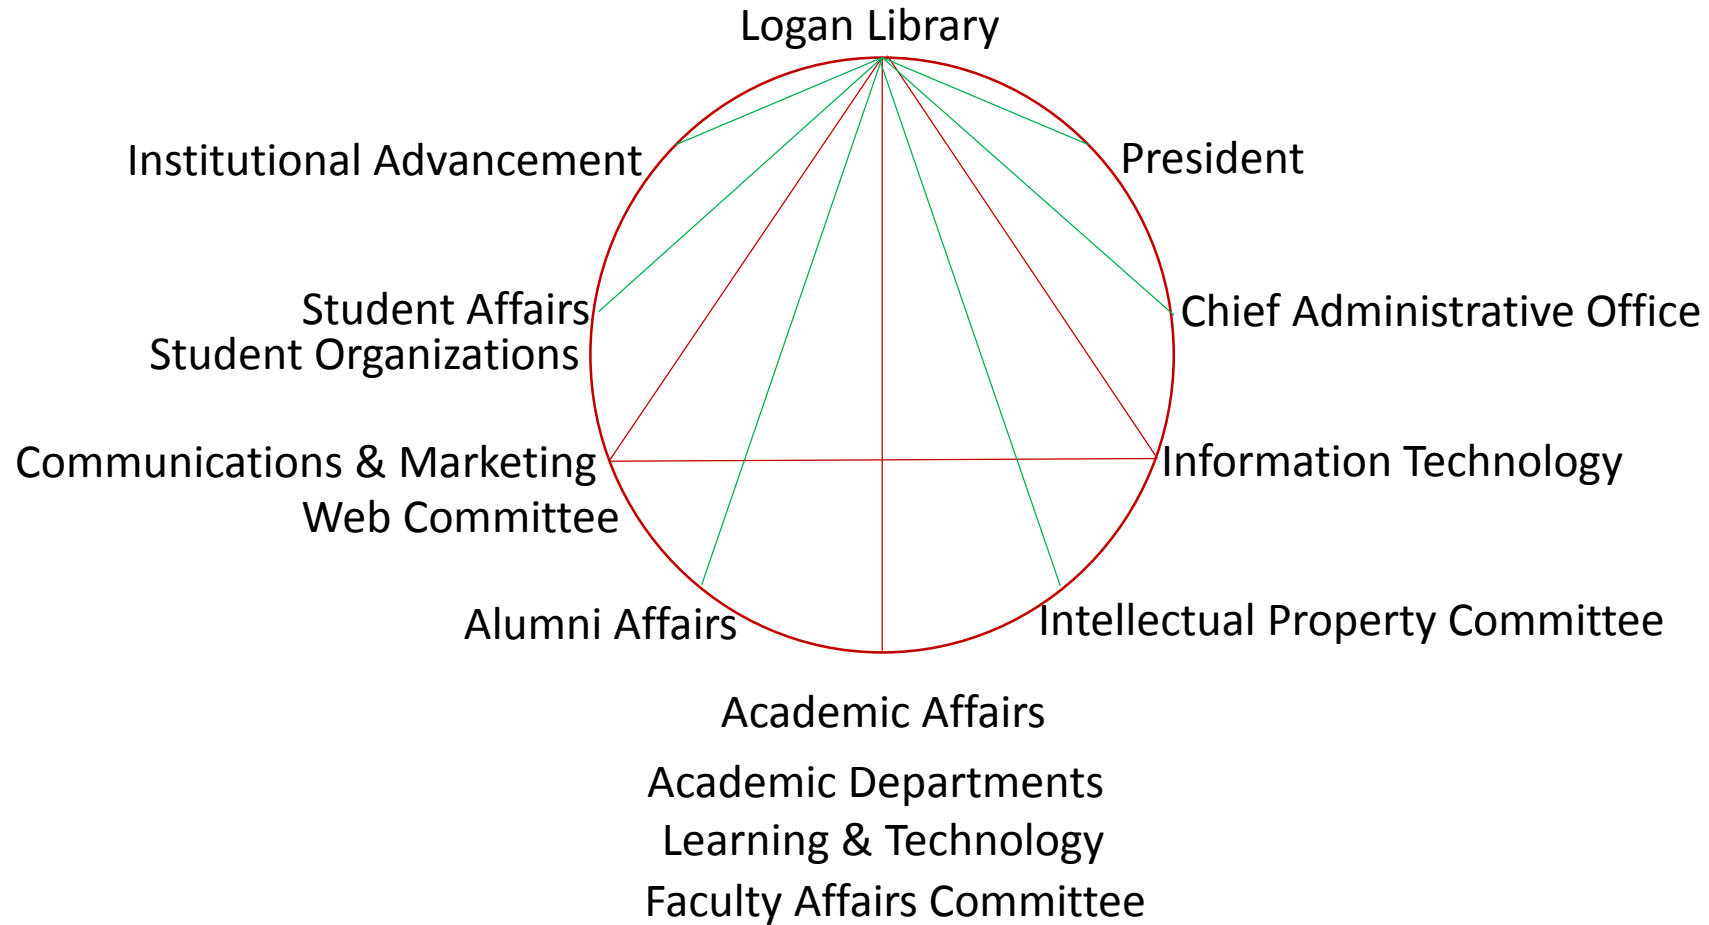 Logan Library
Institutional Advancement
President
Student Affairs
Chief Administrative Office
Student Organizations
Communications & Marketing
Information Technology
Web Committee
Alumni Affairs
Intellectual Property Committee
Academic Affairs
Academic Departments
Learning & Technology
Faculty Affairs Committee